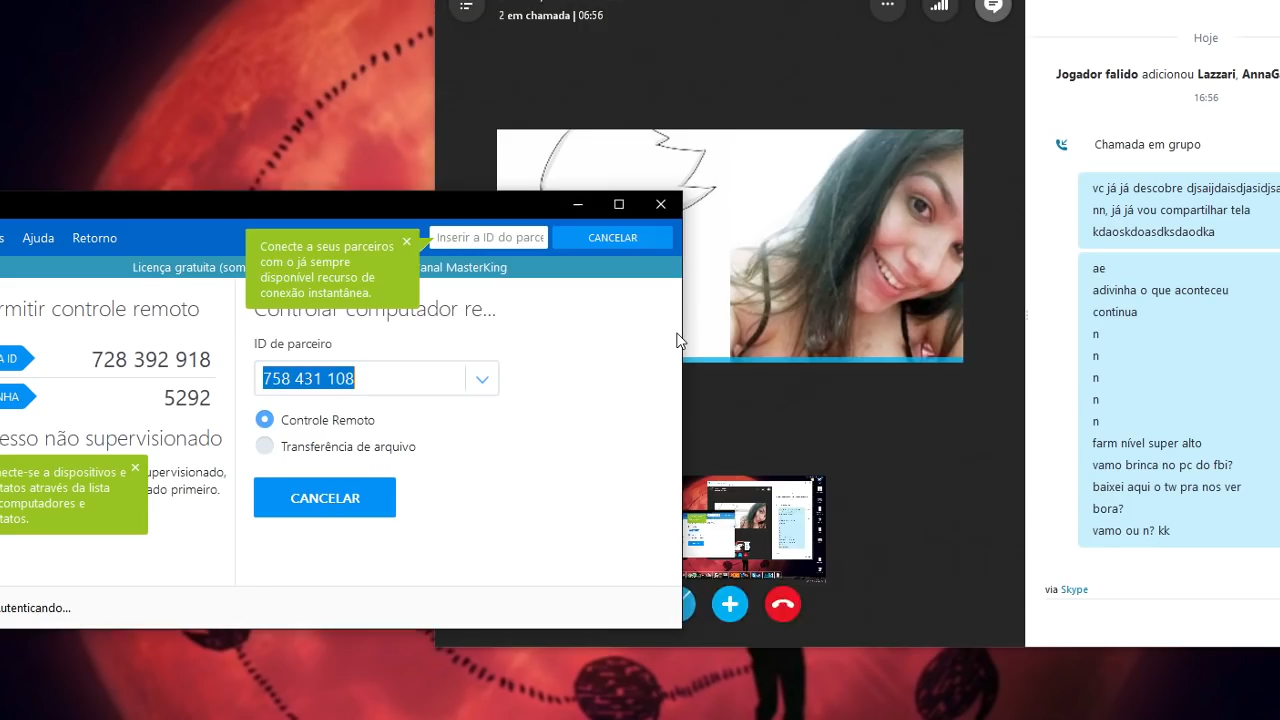 2 em chamada | 06:56
Hoje
Jogador falido adicionou Lazzari, AnnaG
16:56
Chamada em grupo
vc já já descobre djsaijdaisdjasidjsa
nn, já já vou compartilhar tela
kdaoskdoasdksdaodka
ae
adivinha o que aconteceu
continua
n
n
n
n
n
farm nível super alto
vamo brinca no pc do fbi?
baixei aqui o tw pra nos ver
bora?
vamo ou n? kk
via Skype
s Ajuda Retorno
Conecte a seus parceiros
com o já sempre
disponível recurso de
conexão instantânea.
Inserir a ID do parce
CANCELAR
Licença gratuita (som
anal MasterKing
rmitir controle remoto
A ID 728 392 918
NHA 5292
esso não supervisionado
necte-se a dispositivos e
tatos através da lista
computadores e
tatos.
upervisionado,
ado primeiro.
Controlar computador re...
ID de parceiro
758 431 108
Controle Remoto
Transferência de arquivo
CANCELAR
utenticando...